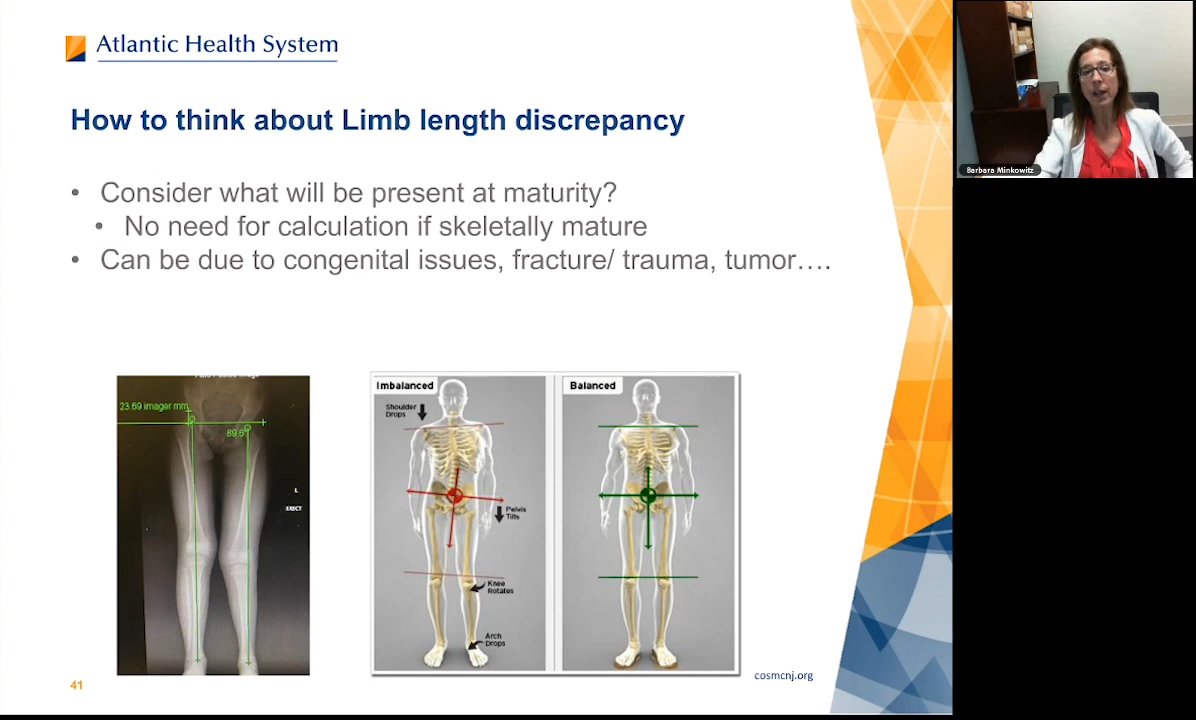 Atlantic Health System
How to think about Limb length discrepancy
• Consider what will be present at maturity?
• No need for calculation if skeletally mature
• Can be due to congenital issues, fracture/ trauma, tumor….
23.69 imager mm
89.6°
L
ERECT
Imbalanced
Shoulder
Drops
Pelvis
Tilts
Knee
Rotates
Arch
Drops
Balanced
cosmcnj.org
41
Barbara Minkowitz